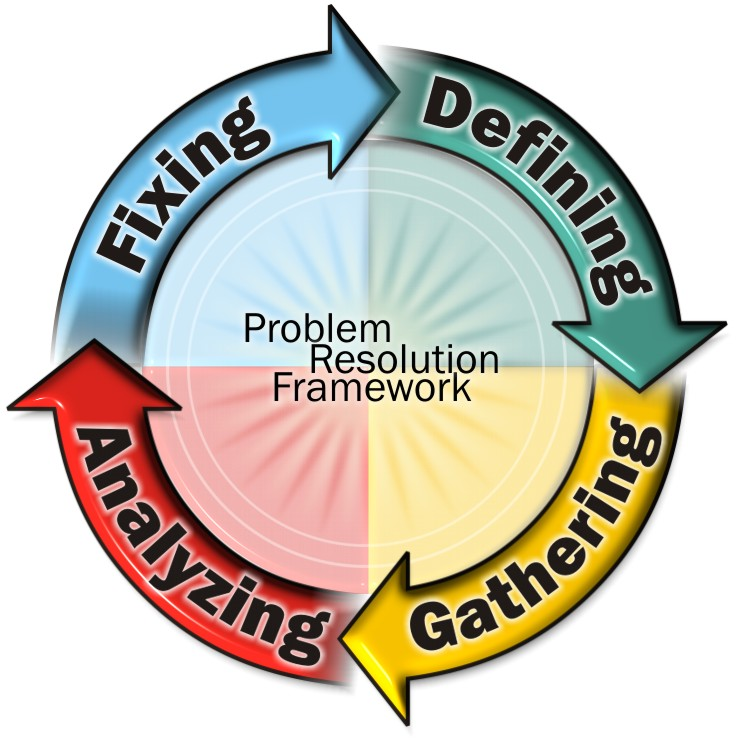 Fixing
Defining
Problem
Resolution
Framework
Analyzing
Gathering